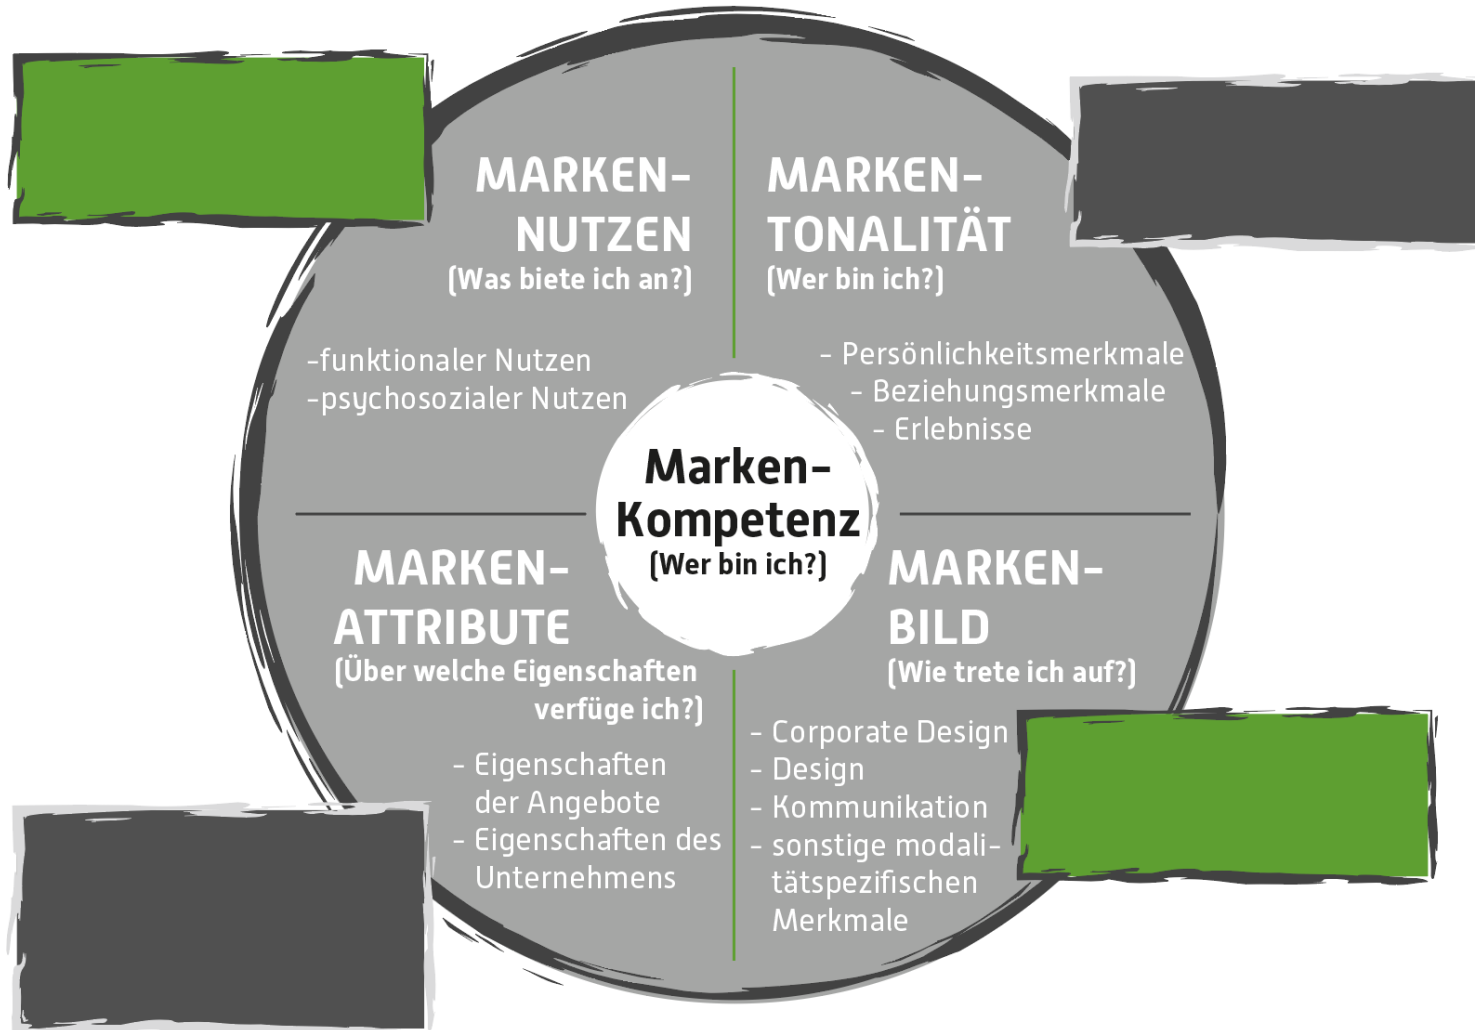 MARKEN-
NUTZEN
(Was biete ich an?)
-funktionaler Nutzen
-psychosozialer Nutzen
MARKEN-
TONALITÄT
(Wer bin ich?)
- Persönlichkeitsmerkmale
- Beziehungsmerkmale
- Erlebnisse
Marken-
Kompetenz
(Wer bin ich?)
MARKEN-
ATTRIBUTE
(Über welche Eigenschaften
verfüge ich?)
- Eigenschaften
der Angebote
- Eigenschaften des
Unternehmens
MARKEN-
BILD
(Wie trete ich auf?)
- Corporate Design
- Design
- Kommunikation
- sonstige modali-
tätspezifischen
Merkmale